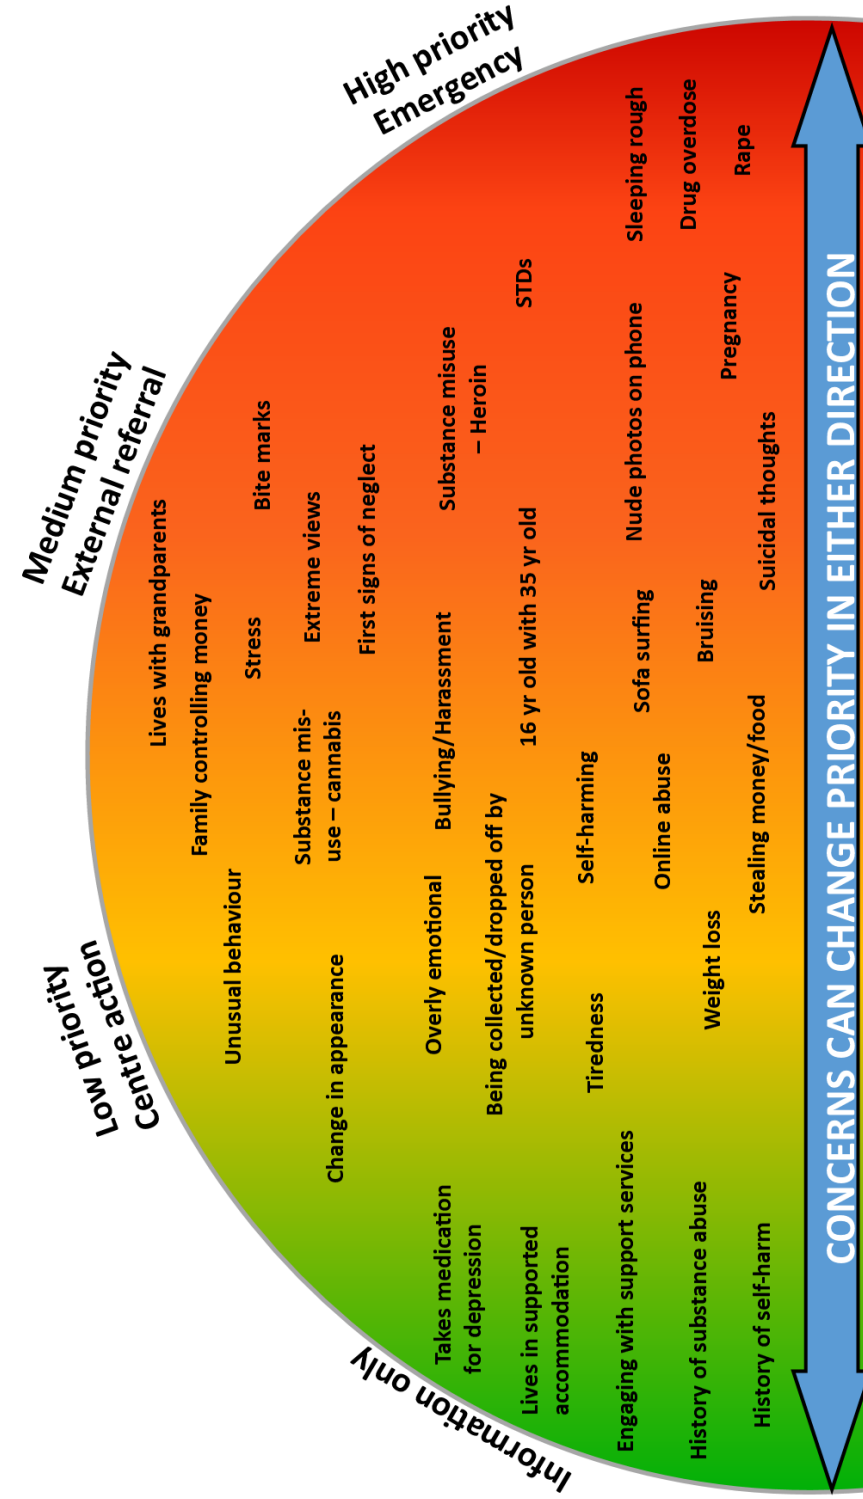 Information only
Low priority
Centre action
Medium priority
External referral
High priority
Emergency
Lives with grandparents
Family controlling money
Unusual behaviour
Stress
Bite marks
Substance mis-
use – cannabis
Extreme views
Change in appearance
First signs of neglect
Takes medication
for depression
Overly emotional
Bullying/Harassment
Substance misuse
– Heroin
Being collected/dropped off by
unknown person
Lives in supported
accommodation
16 yr old with 35 yr old
STDs
Tiredness
Self-harming
Engaging with support services
Sofa surfing
Nude photos on phone
Sleeping rough
Online abuse
History of substance abuse
Weight loss
Bruising
Drug overdose
Pregnancy
Rape
History of self-harm
Stealing money/food
Suicidal thoughts
CONCERNS CAN CHANGE PRIORITY IN EITHER DIRECTION